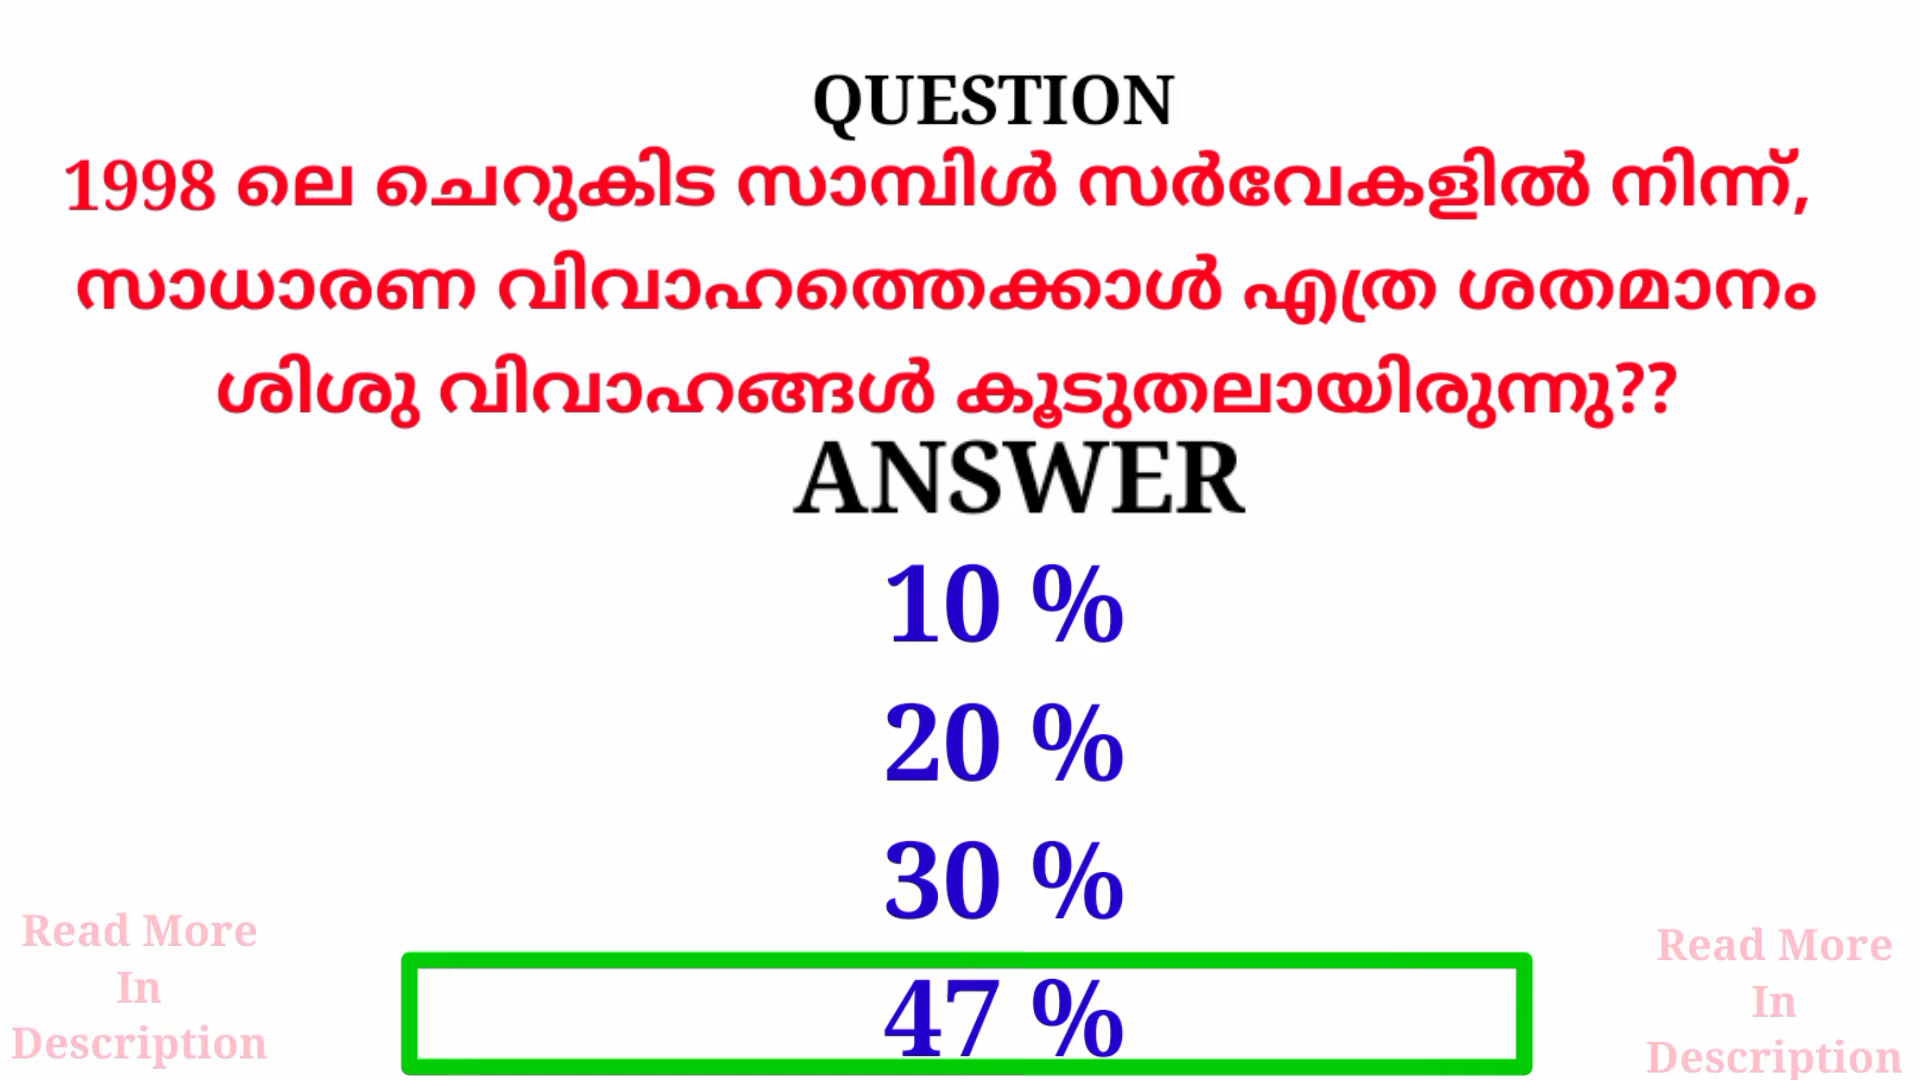 QUESTION
1998 ലെ ചെറുകിട സാമ്പിൾ സർവേകളിൽ നിന്ന്,
സാധാരണ വിവാഹത്തെക്കാൾ എത്ര ശതമാനം
ശിശു വിവാഹങ്ങൾ കൂടുതലായിരുന്നു??
ANSWER
10 %
20 %
30 %
47 %
Read More
In
Description
Read More
In
Description